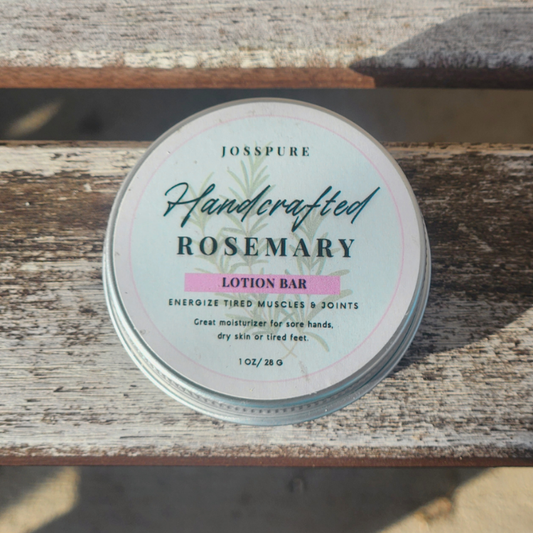 JOSSPURE
Handcrafted
ROSEMARY
LOTION BAR
ENERGIZE TIRED MUSCLES & JOINTS
Great moisturizer for sore hands,
dry skin or tired feet.
1 OZ/ 28 G